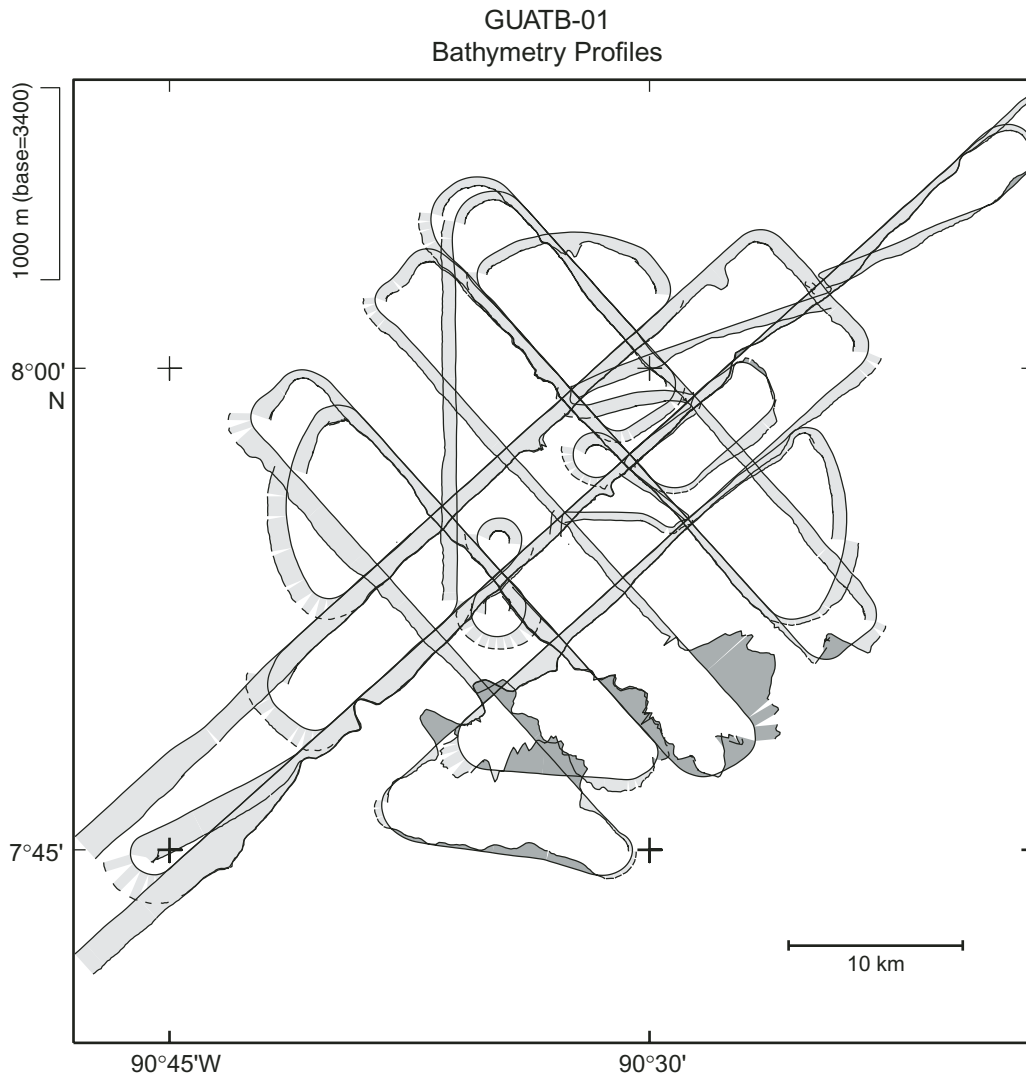 GUATB-01
Bathymetry Profiles
1000 m (base=3400)
8°00'
N
7°45'
10 km
90°45'W
90°30'